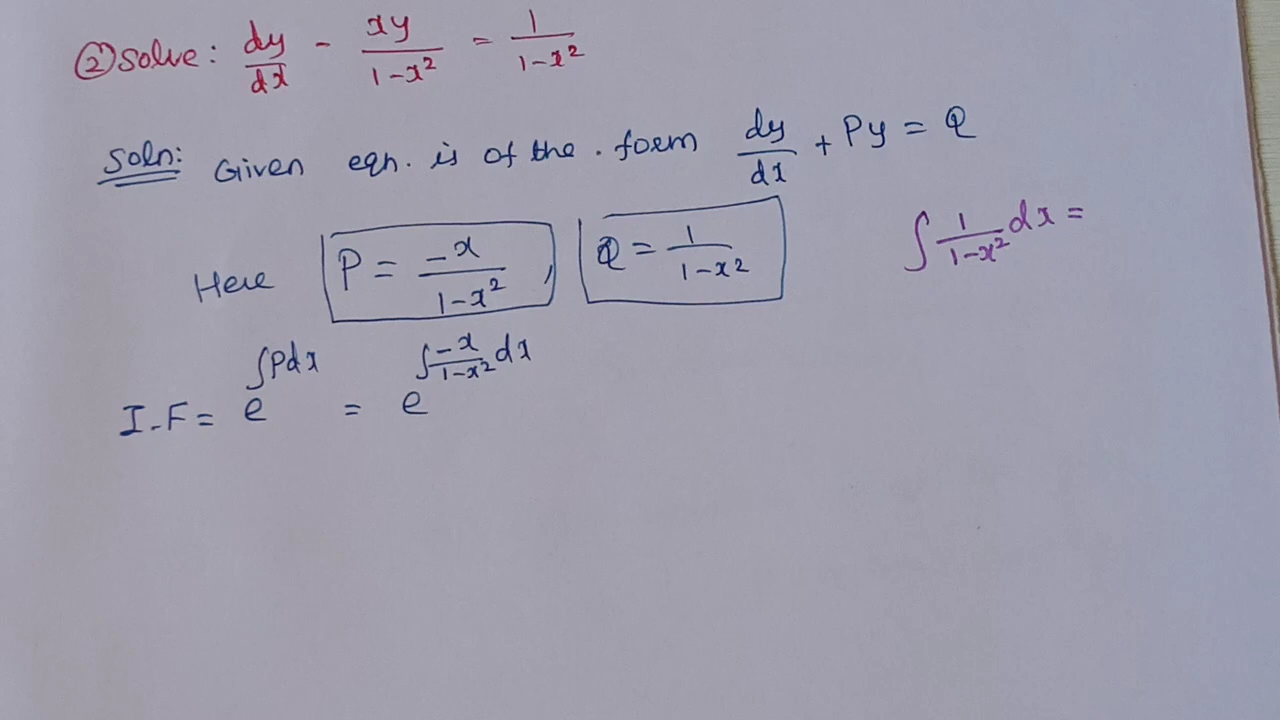 ② Solve: dy/dx - xy/1-x² = 1/1-x²
Soln: Given eqn. is of the . form dy/dx + Py = Q
Here P = -x/1-x², Q = 1/1-x²
∫ 1/1-x² dx =
I.F = e^∫Pdx = e^∫-x/1-x² dx